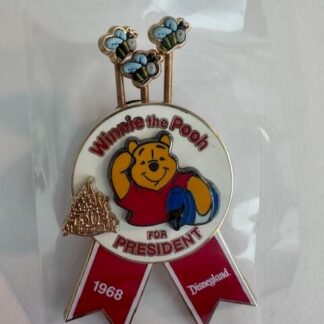 Winnie the Pooh
FOR
PRESIDENT
1968
Disneyland